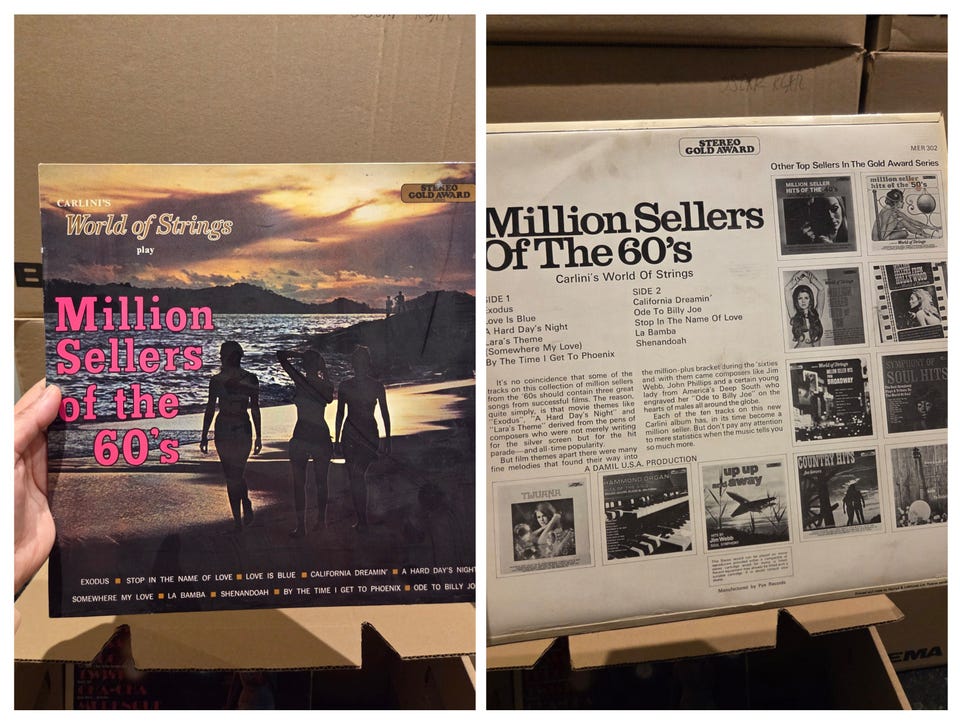 STEREO
GOLD AWARD
CARLINI'S
World of Strings
play
Million
Sellers
of the
60's
EXODUS ■ STOP IN THE NAME OF LOVE ■ LOVE IS BLUE ■ CALIFORNIA DREAMIN' ■ A HARD DAY'S NIGHT
SOMEWHERE MY LOVE ■ LA BAMBA ■ SHENANDOAH ■ BY THE TIME I GET TO PHOENIX ■ ODE TO BILLY JO
TWIST
CHA-CHA
STEREO
GOLD AWARD
MER 302
Other Top Sellers In The Gold Award Series
Million Sellers
Of The 60's
Carlini's World Of Strings
SIDE 1
Exodus
Love Is Blue
A Hard Day's Night
Lara's Theme
(Somewhere My Love)
By The Time I Get To Phoenix
SIDE 2
California Dreamin'
Ode To Billy Joe
Stop In The Name Of Love
La Bamba
Shenandoah
It's no coincidence that some of the
tracks on this collection of million sellers
from the '60s should contain three great
songs from successful films. The reason,
quite simply, is that movie themes like
"Exodus", "A Hard Day's Night" and
"Lara's Theme" derived from the pens of
composers who were not merely writing
for the silver screen but for the hit
parade—and all-time popularity.
But film themes apart there were many
fine melodies that found their way into
the million-plus bracket during the 'sixties
and with them came composers like Jim
Webb, John Phillips and a certain young
lady from America's Deep South who
engraved her "Ode to Billy Joe" on the
hearts of males all around the globe.
Each of the ten tracks on this new
Carlini album has, in its time become a
million seller. But don't pay any attention
to mere statistics when the music tells you
so much more.
A DAMIL U.S.A. PRODUCTION
MILLION SELLER
HITS OF THE
million seller
hits of the 50's
BROADWAY
SYMPHONY OF
SOUL HITS
TIJUANA
HAMMOND ORGAN
up up
and away
HITS BY
Jim Webb
SOUL SYMPHONY
COUNTRY HITS
Manufactured by Pye Records
EMA